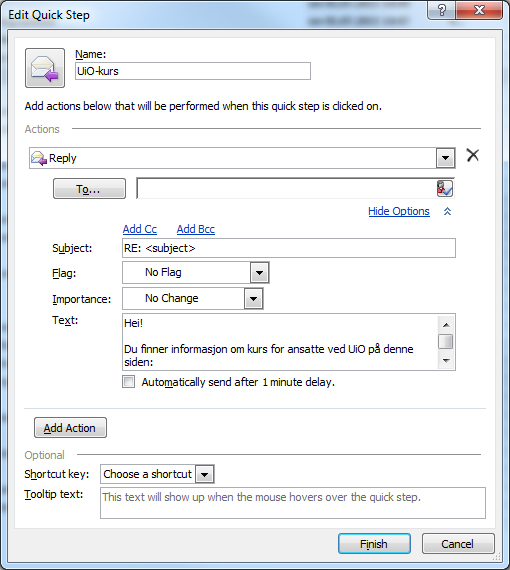 Edit Quick Step
Name:
UiO-kurs
Add actions below that will be performed when this quick step is clicked on.
Actions
Reply
To...
Hide Options
Add Cc Add Bcc
Subject: RE: <subject>
Flag: No Flag
Importance: No Change
Text: Hei!
Du finner informasjon om kurs for ansatte ved UiO på denne
siden:
Automatically send after 1 minute delay.
Add Action
Optional
Shortcut key: Choose a shortcut
Tooltip text: This text will show up when the mouse hovers over the quick step.
Finish Cancel